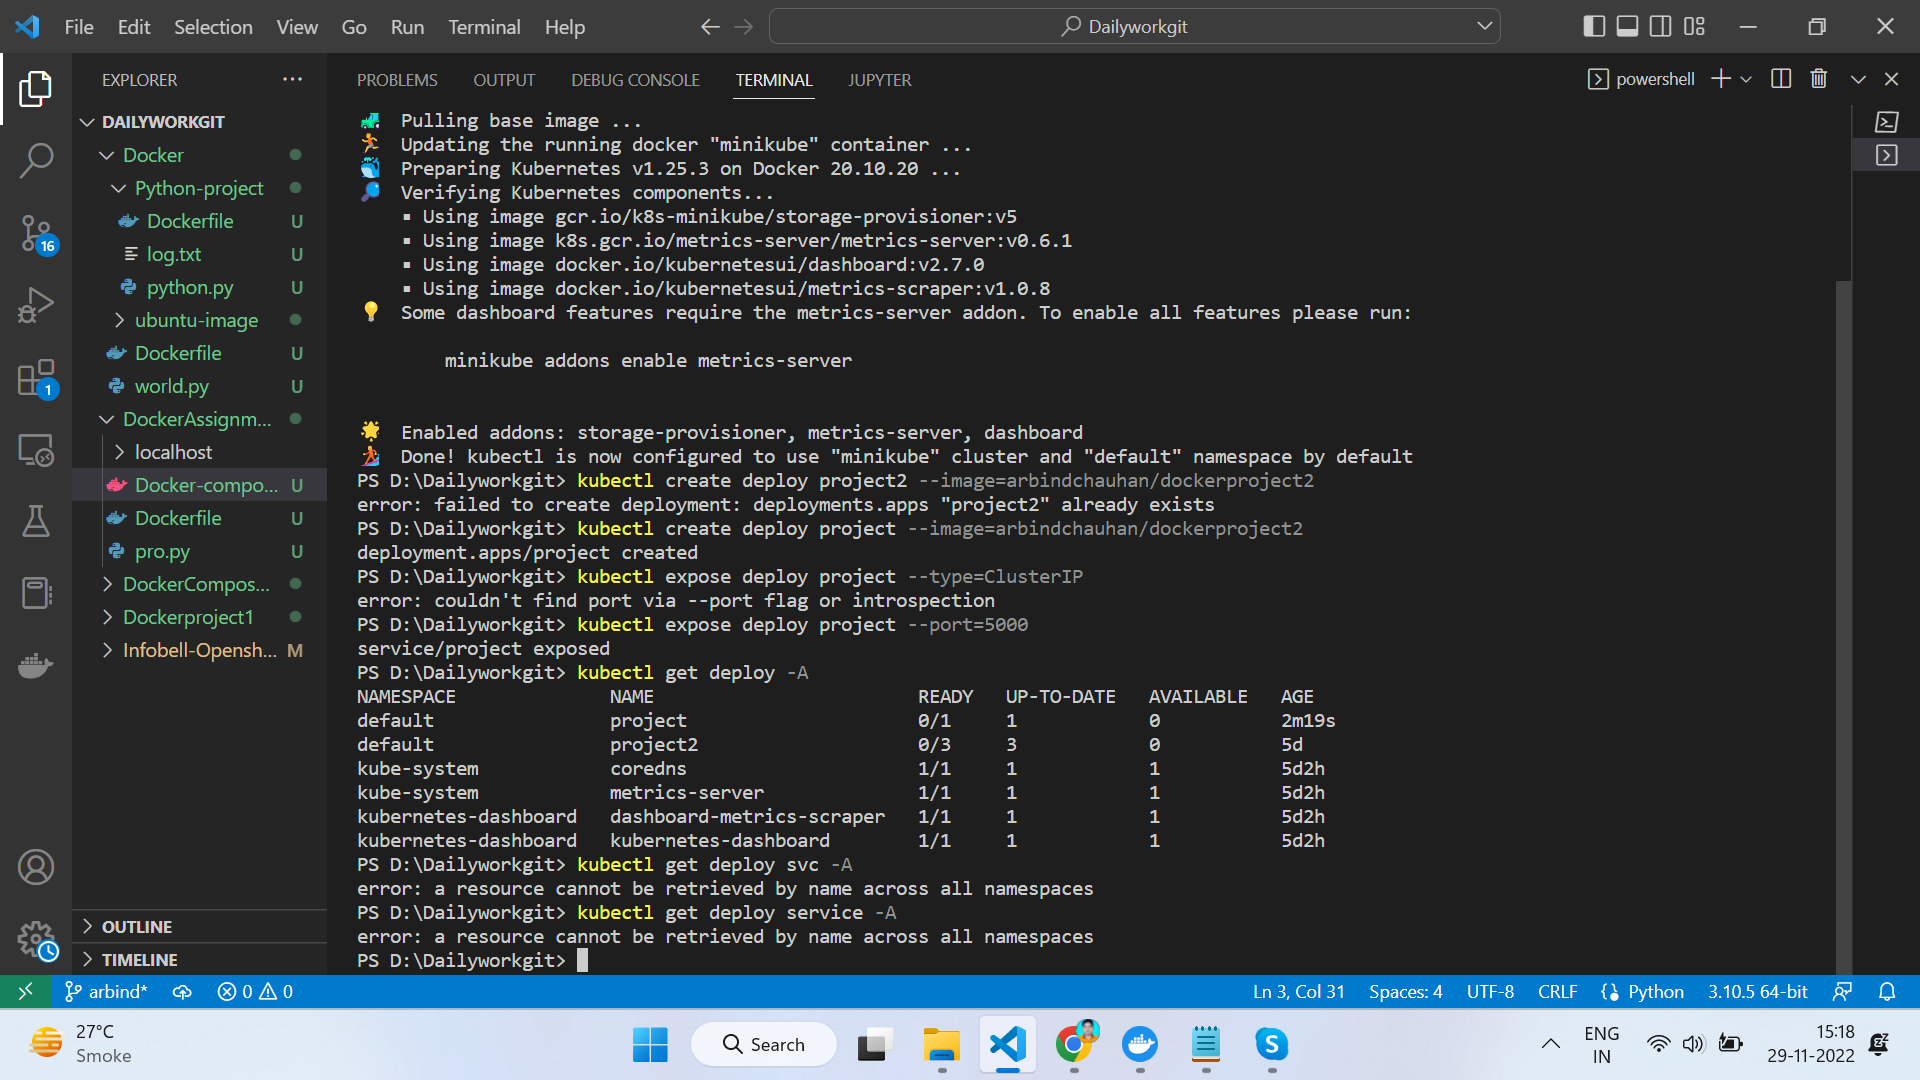 File Edit Selection View Go Run Terminal Help
Dailyworkgit
EXPLORER
DAILYWORKGIT
Docker
Python-project
Dockerfile U
log.txt U
python.py U
ubuntu-image
Dockerfile U
world.py U
DockerAssignm...
localhost
Docker-compo... U
Dockerfile U
pro.py U
DockerCompos...
Dockerproject1
Infobell-Opensh... M
OUTLINE
TIMELINE
16
1
PROBLEMS OUTPUT DEBUG CONSOLE TERMINAL JUPYTER
powershell
Pulling base image ...
Updating the running docker "minikube" container ...
Preparing Kubernetes v1.25.3 on Docker 20.10.20 ...
Verifying Kubernetes components...
▪ Using image gcr.io/k8s-minikube/storage-provisioner:v5
▪ Using image k8s.gcr.io/metrics-server/metrics-server:v0.6.1
▪ Using image docker.io/kubernetesui/dashboard:v2.7.0
▪ Using image docker.io/kubernetesui/metrics-scraper:v1.0.8
Some dashboard features require the metrics-server addon. To enable all features please run:
minikube addons enable metrics-server
Enabled addons: storage-provisioner, metrics-server, dashboard
Done! kubectl is now configured to use "minikube" cluster and "default" namespace by default
PS D:\Dailyworkgit> kubectl create deploy project2 --image=arbindchauhan/dockerproject2
error: failed to create deployment: deployments.apps "project2" already exists
PS D:\Dailyworkgit> kubectl create deploy project --image=arbindchauhan/dockerproject2
deployment.apps/project created
PS D:\Dailyworkgit> kubectl expose deploy project --type=ClusterIP
error: couldn't find port via --port flag or introspection
PS D:\Dailyworkgit> kubectl expose deploy project --port=5000
service/project exposed
PS D:\Dailyworkgit> kubectl get deploy -A
NAMESPACE NAME READY UP-TO-DATE AVAILABLE AGE
default project 0/1 1 0 2m19s
default project2 0/3 3 0 5d
kube-system coredns 1/1 1 1 5d2h
kube-system metrics-server 1/1 1 1 5d2h
kubernetes-dashboard dashboard-metrics-scraper 1/1 1 1 5d2h
kubernetes-dashboard kubernetes-dashboard 1/1 1 1 5d2h
PS D:\Dailyworkgit> kubectl get deploy svc -A
error: a resource cannot be retrieved by name across all namespaces
PS D:\Dailyworkgit> kubectl get deploy service -A
error: a resource cannot be retrieved by name across all namespaces
PS D:\Dailyworkgit>
arbind* 0 0 Ln 3, Col 31 Spaces: 4 UTF-8 CRLF Python 3.10.5 64-bit
27°C
Smoke
Search
ENG
IN
15:18
29-11-2022